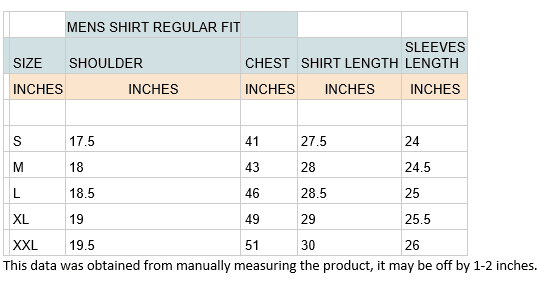 MENS SHIRT REGULAR FIT
SIZE SHOULDER CHEST SHIRT LENGTH SLEEVES LENGTH
INCHES INCHES INCHES INCHES INCHES
S 17.5 41 27.5 24
M 18 43 28 24.5
L 18.5 46 28.5 25
XL 19 49 29 25.5
XXL 19.5 51 30 26
This data was obtained from manually measuring the product, it may be off by 1-2 inches.